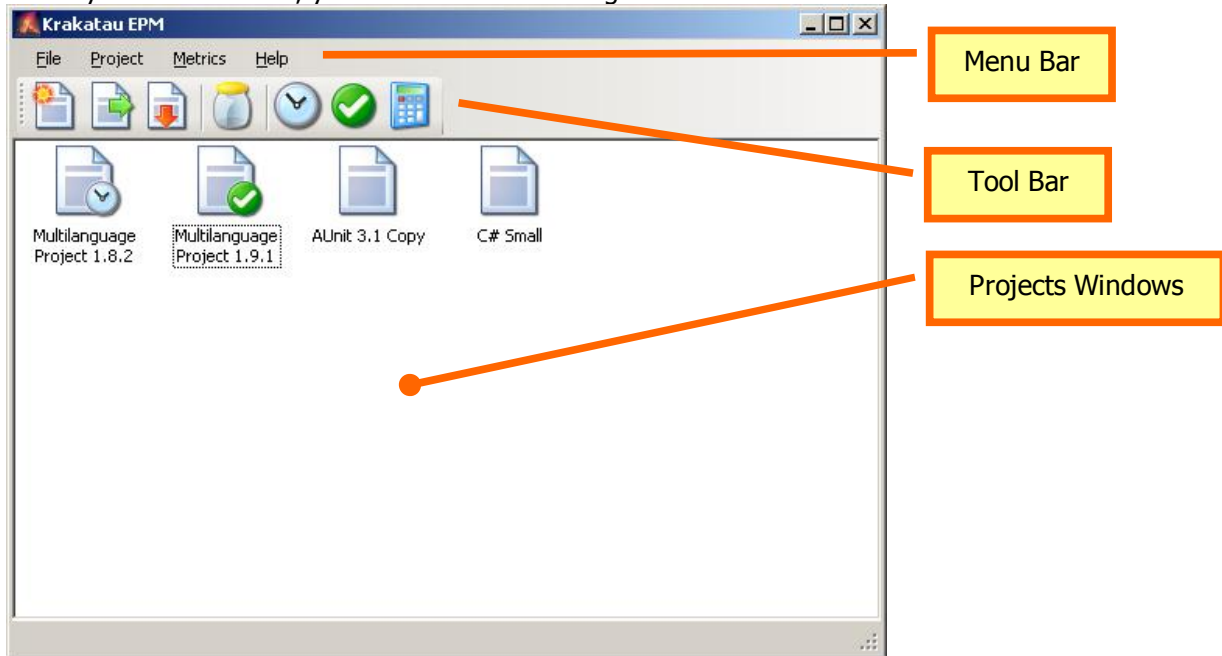 Krakatau EPM
File Project Metrics Help
Menu Bar
Tool Bar
Multilanguage
Project 1.8.2
Multilanguage
Project 1.9.1
AUnit 3.1 Copy
C# Small
Projects Windows